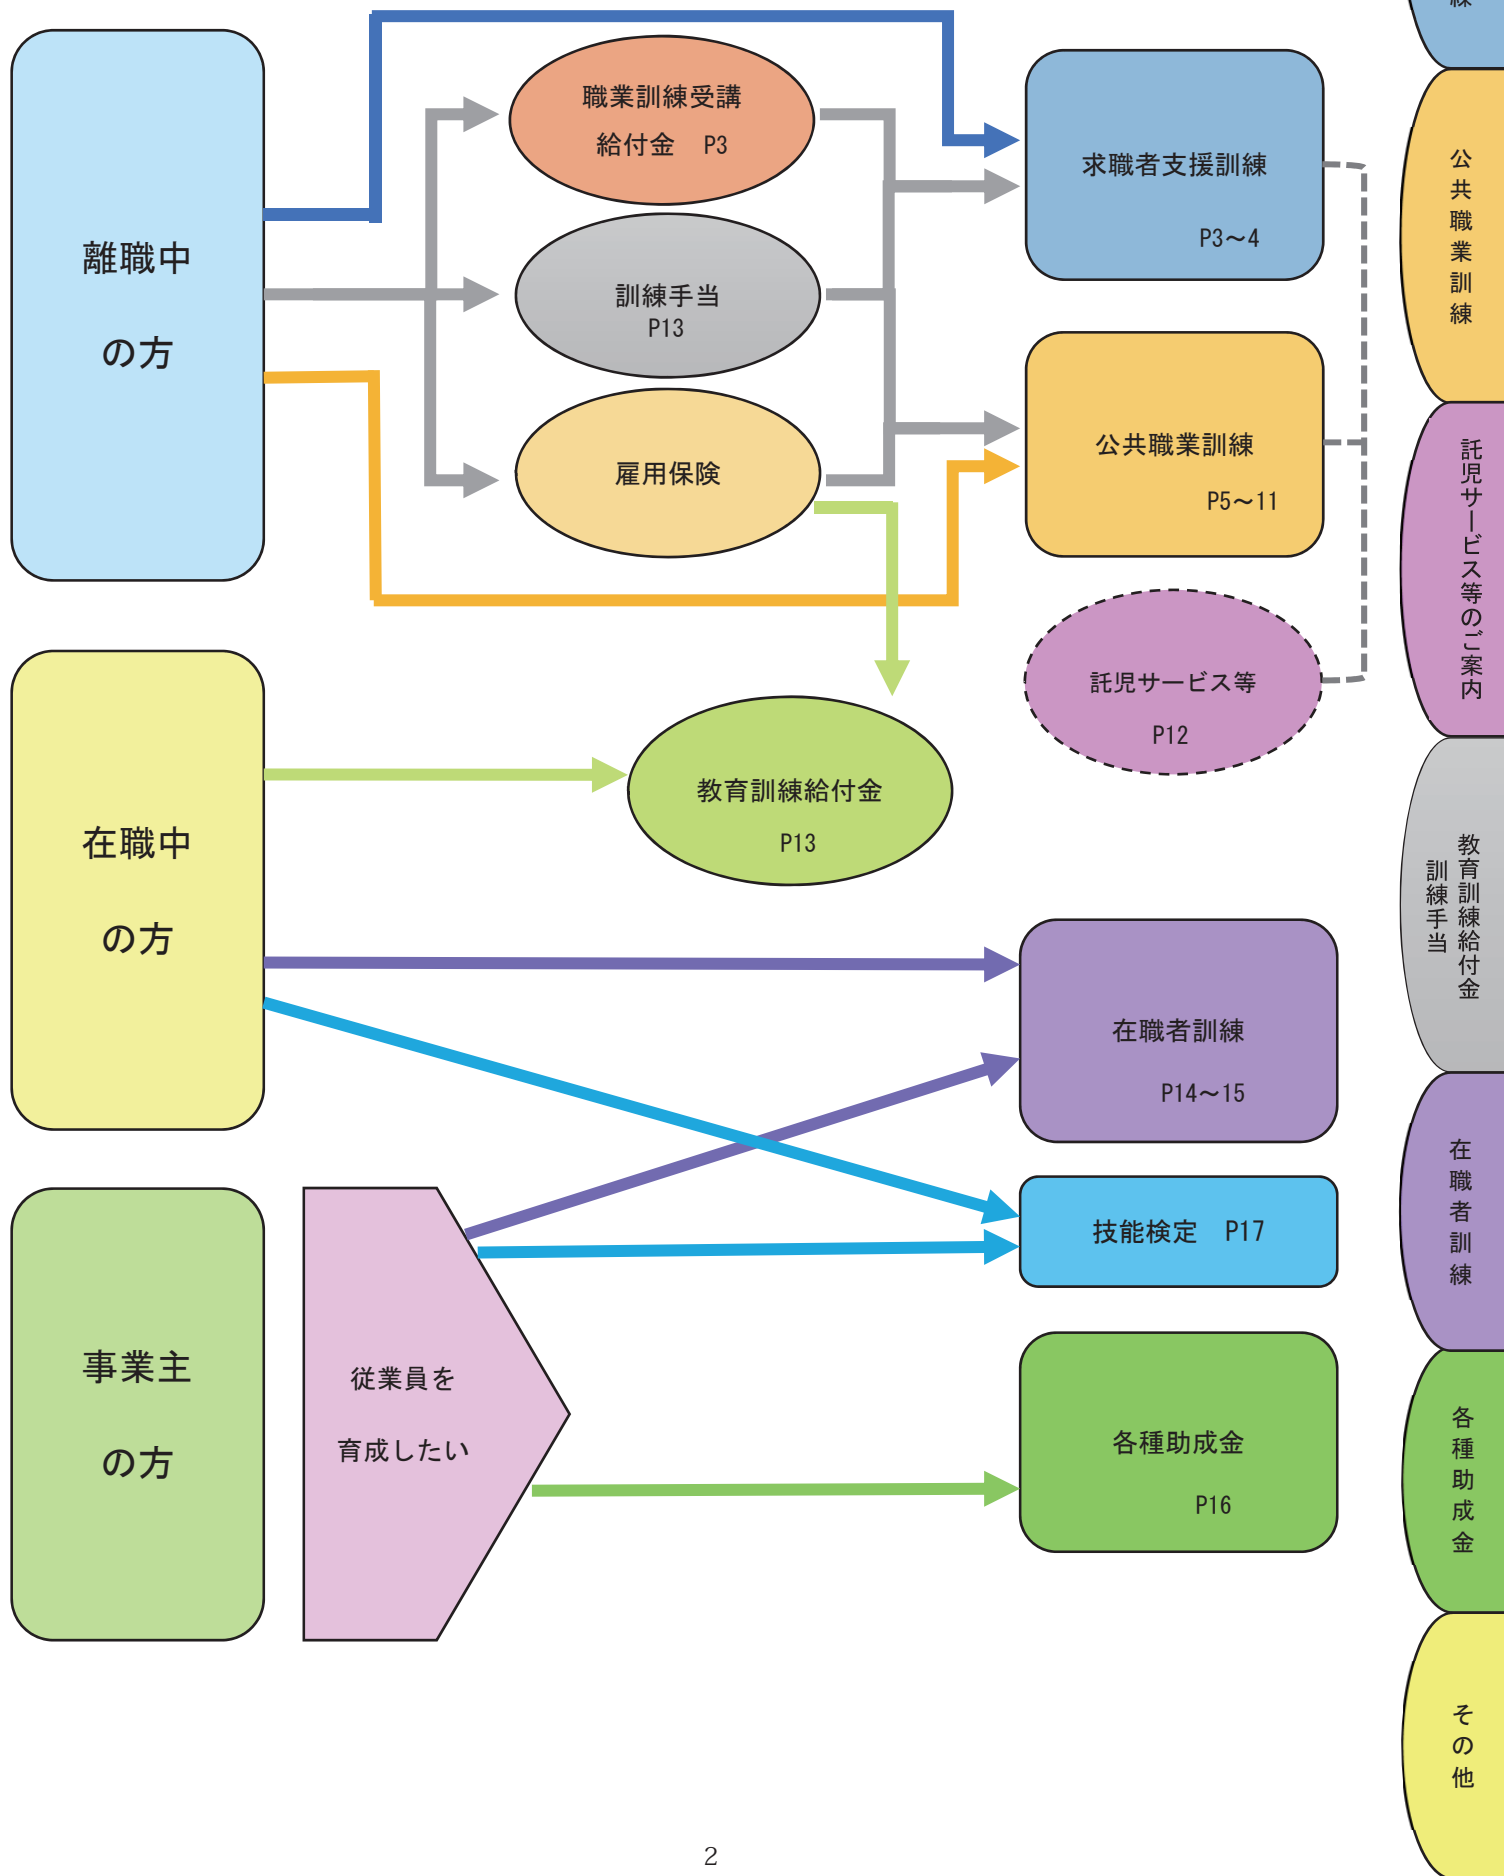 離職中
の方
職業訓練受講
給付金　P3
訓練手当
P13
雇用保険
求職者支援訓練
P3～4
公共職業訓練
P5～11
託児サービス等
P12
在職中
の方
教育訓練給付金
P13
在職者訓練
P14～15
技能検定　P17
事業主
の方
従業員を
育成したい
各種助成金
P16
公共職業訓練
託児サービス等のご案内
教育訓練給付金
訓練手当
在職者訓練
各種助成金
その他
2